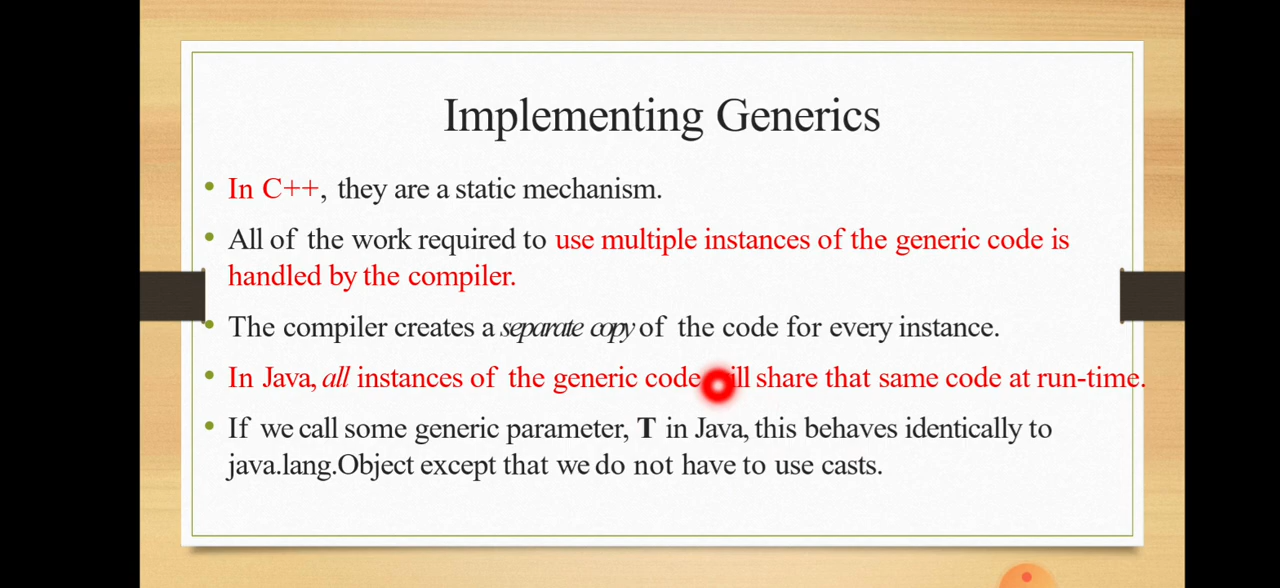 Implementing Generics
• In C++, they are a static mechanism.
• All of the work required to use multiple instances of the generic code is
handled by the compiler.
• The compiler creates a separate copy of the code for every instance.
• In Java, all instances of the generic code ill share that same code at run-time.
• If we call some generic parameter, T in Java, this behaves identically to
java.lang.Object except that we do not have to use casts.